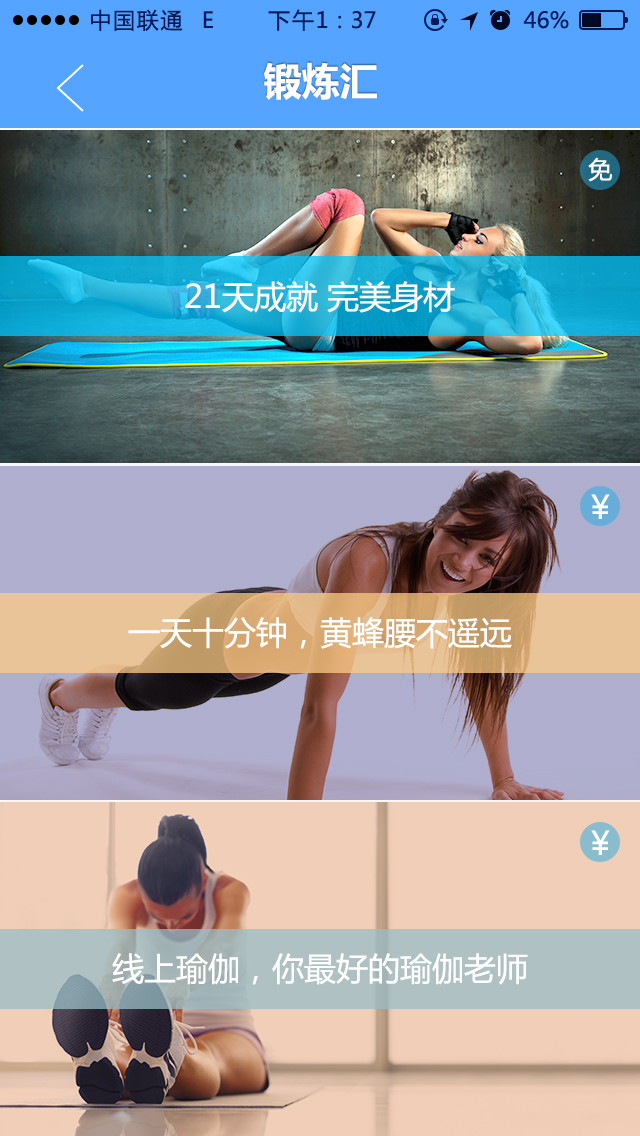 中国联通 E 下午1：37 46%
锻炼汇
免
21天成就 完美身材
¥
一天十分钟，黄蜂腰不遥远
¥
线上瑜伽，你最好的瑜伽老师